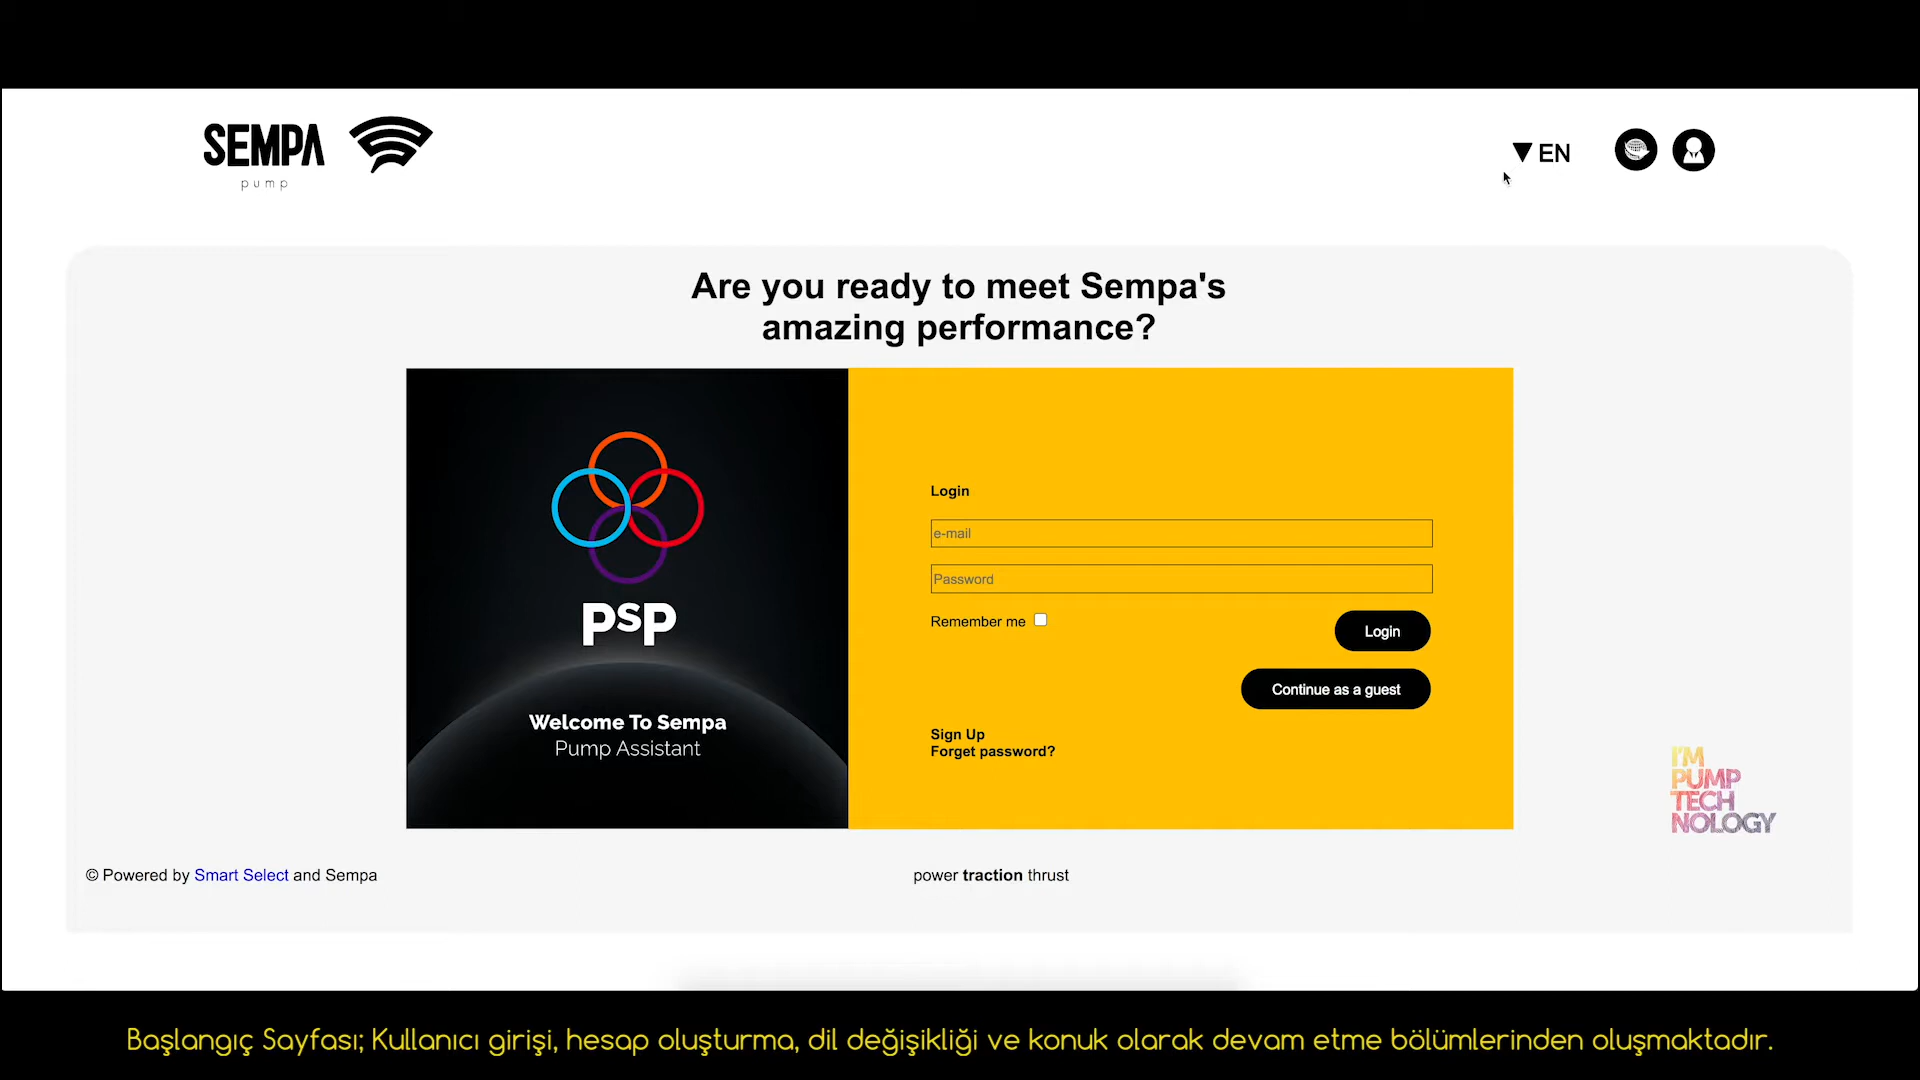 SEMPA
pump
EN
Are you ready to meet Sempa's
amazing performance?
PSP
Welcome To Sempa
Pump Assistant
Login
e-mail
Password
Remember me
Login
Continue as a guest
Sign Up
Forget password?
I'M
PUMP
TECH
NOLOGY
© Powered by Smart Select and Sempa
power traction thrust
Başlangıç Sayfası; Kullanıcı girişi, hesap oluşturma, dil değişikliği ve konuk olarak devam etme bölümlerinden oluşmaktadır.